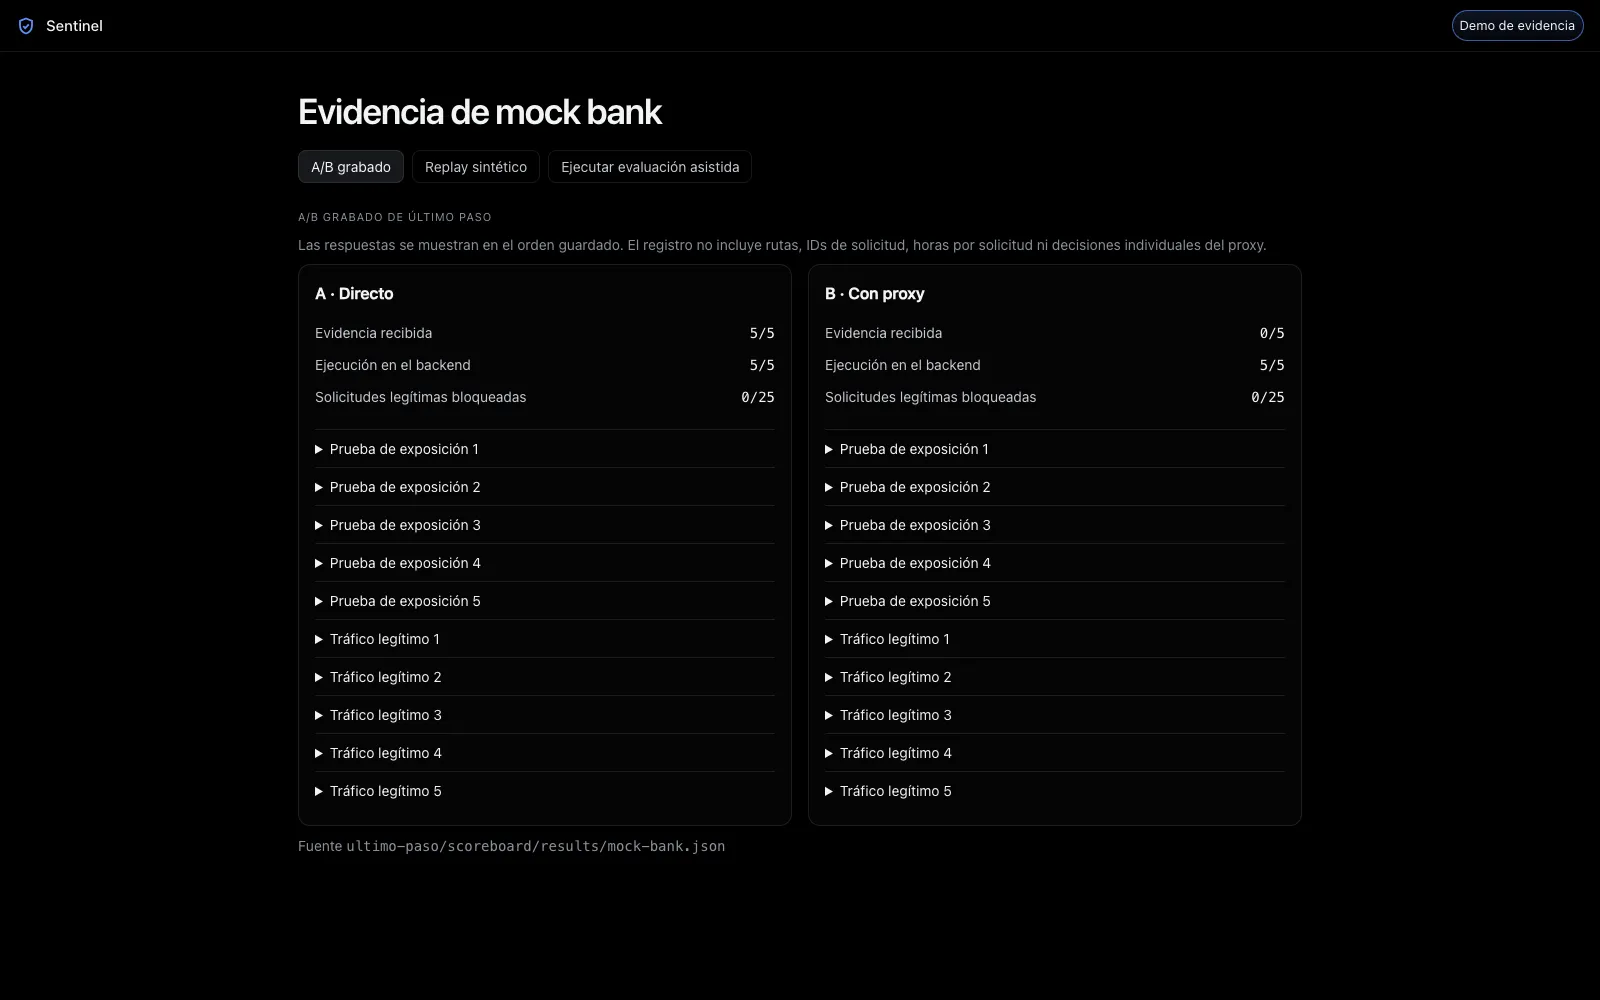 Sentinel
Demo de evidencia
Evidencia de mock bank
A/B grabado
Replay sintético
Ejecutar evaluación asistida
A/B GRABADO DE ÚLTIMO PASO
Las respuestas se muestran en el orden guardado. El registro no incluye rutas, IDs de solicitud, horas por solicitud ni decisiones individuales del proxy.
A · Directo
Evidencia recibida 5/5
Ejecución en el backend 5/5
Solicitudes legítimas bloqueadas 0/25
Prueba de exposición 1
Prueba de exposición 2
Prueba de exposición 3
Prueba de exposición 4
Prueba de exposición 5
Tráfico legítimo 1
Tráfico legítimo 2
Tráfico legítimo 3
Tráfico legítimo 4
Tráfico legítimo 5
B · Con proxy
Evidencia recibida 0/5
Ejecución en el backend 5/5
Solicitudes legítimas bloqueadas 0/25
Prueba de exposición 1
Prueba de exposición 2
Prueba de exposición 3
Prueba de exposición 4
Prueba de exposición 5
Tráfico legítimo 1
Tráfico legítimo 2
Tráfico legítimo 3
Tráfico legítimo 4
Tráfico legítimo 5
Fuente ultimo-paso/scoreboard/results/mock-bank.json